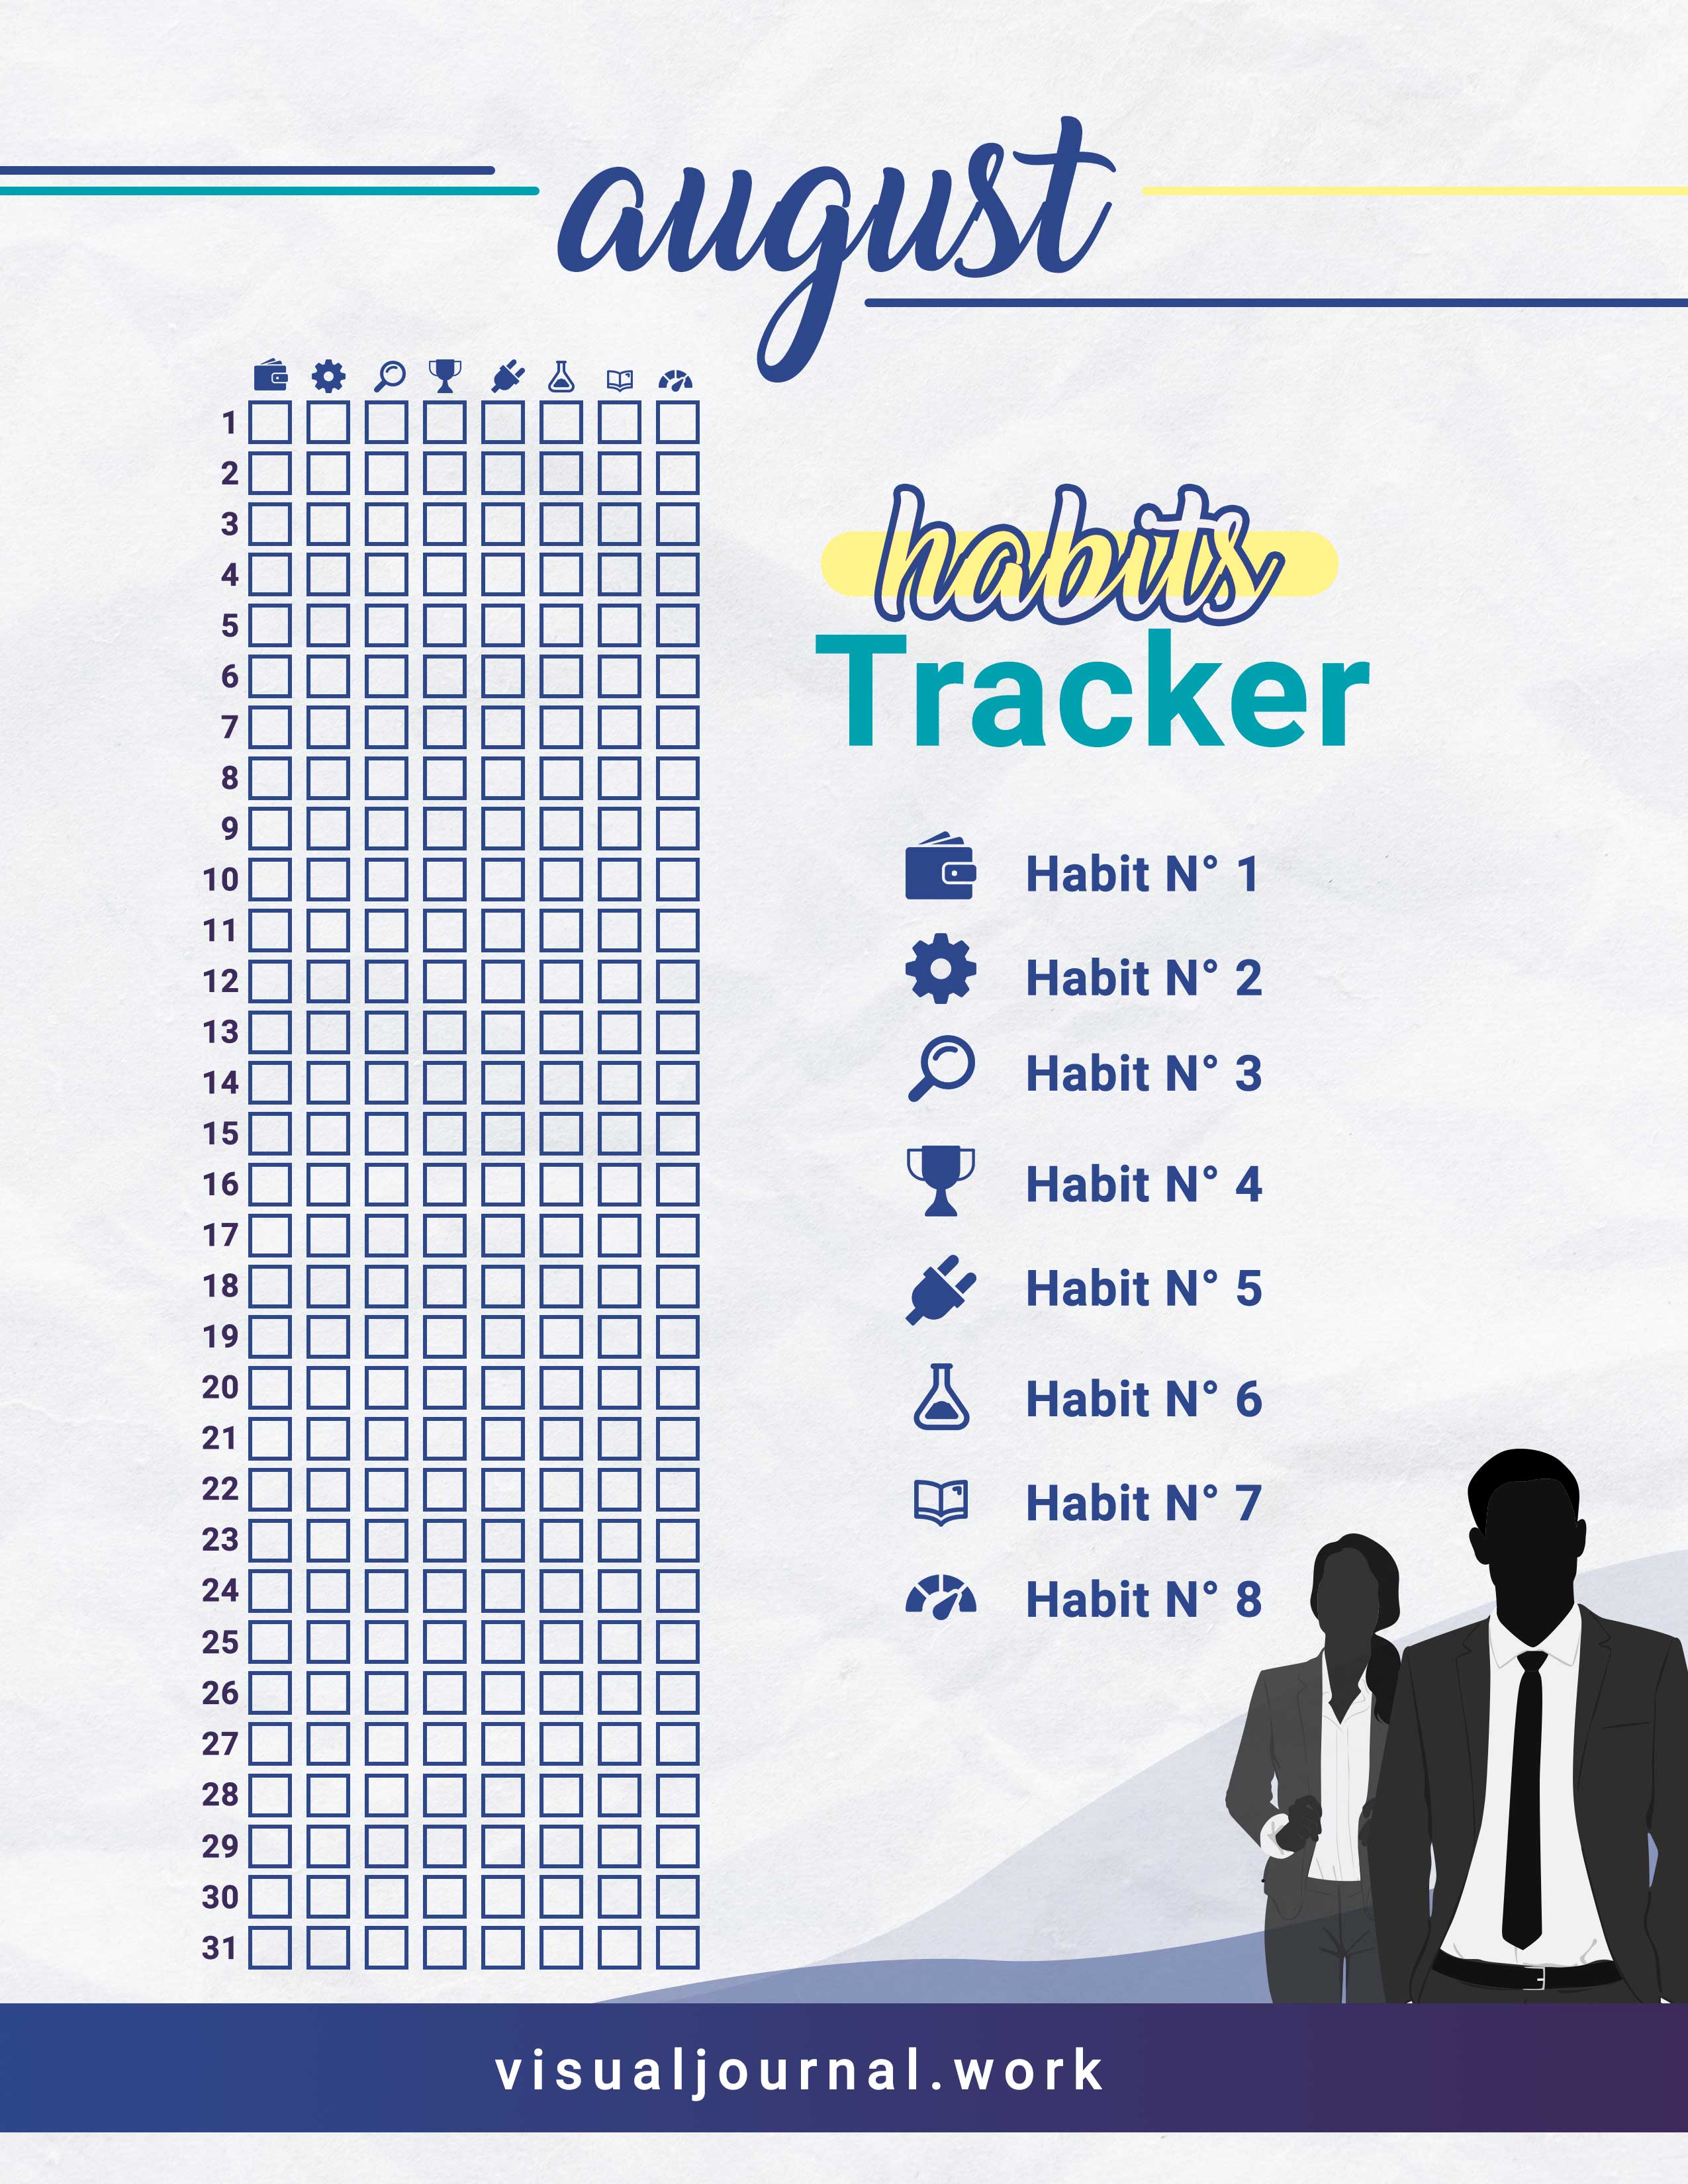 august
1
2
3
4
5
6
7
8
9
10
11
12
13
14
15
16
17
18
19
20
21
22
23
24
25
26
27
28
29
30
31
habits
Tracker
Habit N° 1
Habit N° 2
Habit N° 3
Habit N° 4
Habit N° 5
Habit N° 6
Habit N° 7
Habit N° 8
visualjournal.work